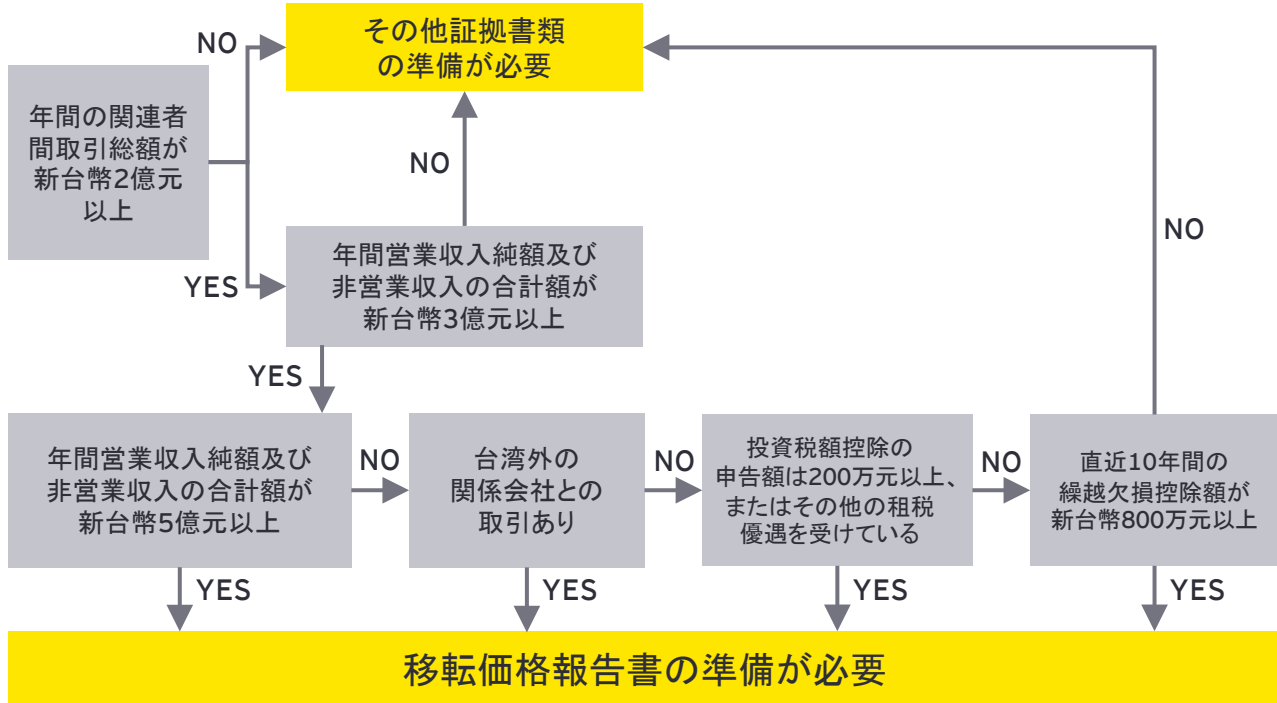 その他証拠書類
の準備が必要
NO
年間の関連者
間取引総額が
新台幣2億元
以上
NO
NO
YES
年間営業収入純額及び
非営業収入の合計額が
新台幣3億元以上
YES
年間営業収入純額及び
非営業収入の合計額が
新台幣5億元以上
NO
台湾外の
関係会社との
取引あり
NO
投資税額控除の
申告額は200万元以上、
またはその他の租税
優遇を受けている
NO
直近10年間の
繰越欠損控除額が
新台幣800万元以上
YES
YES
YES
YES
移転価格報告書の準備が必要